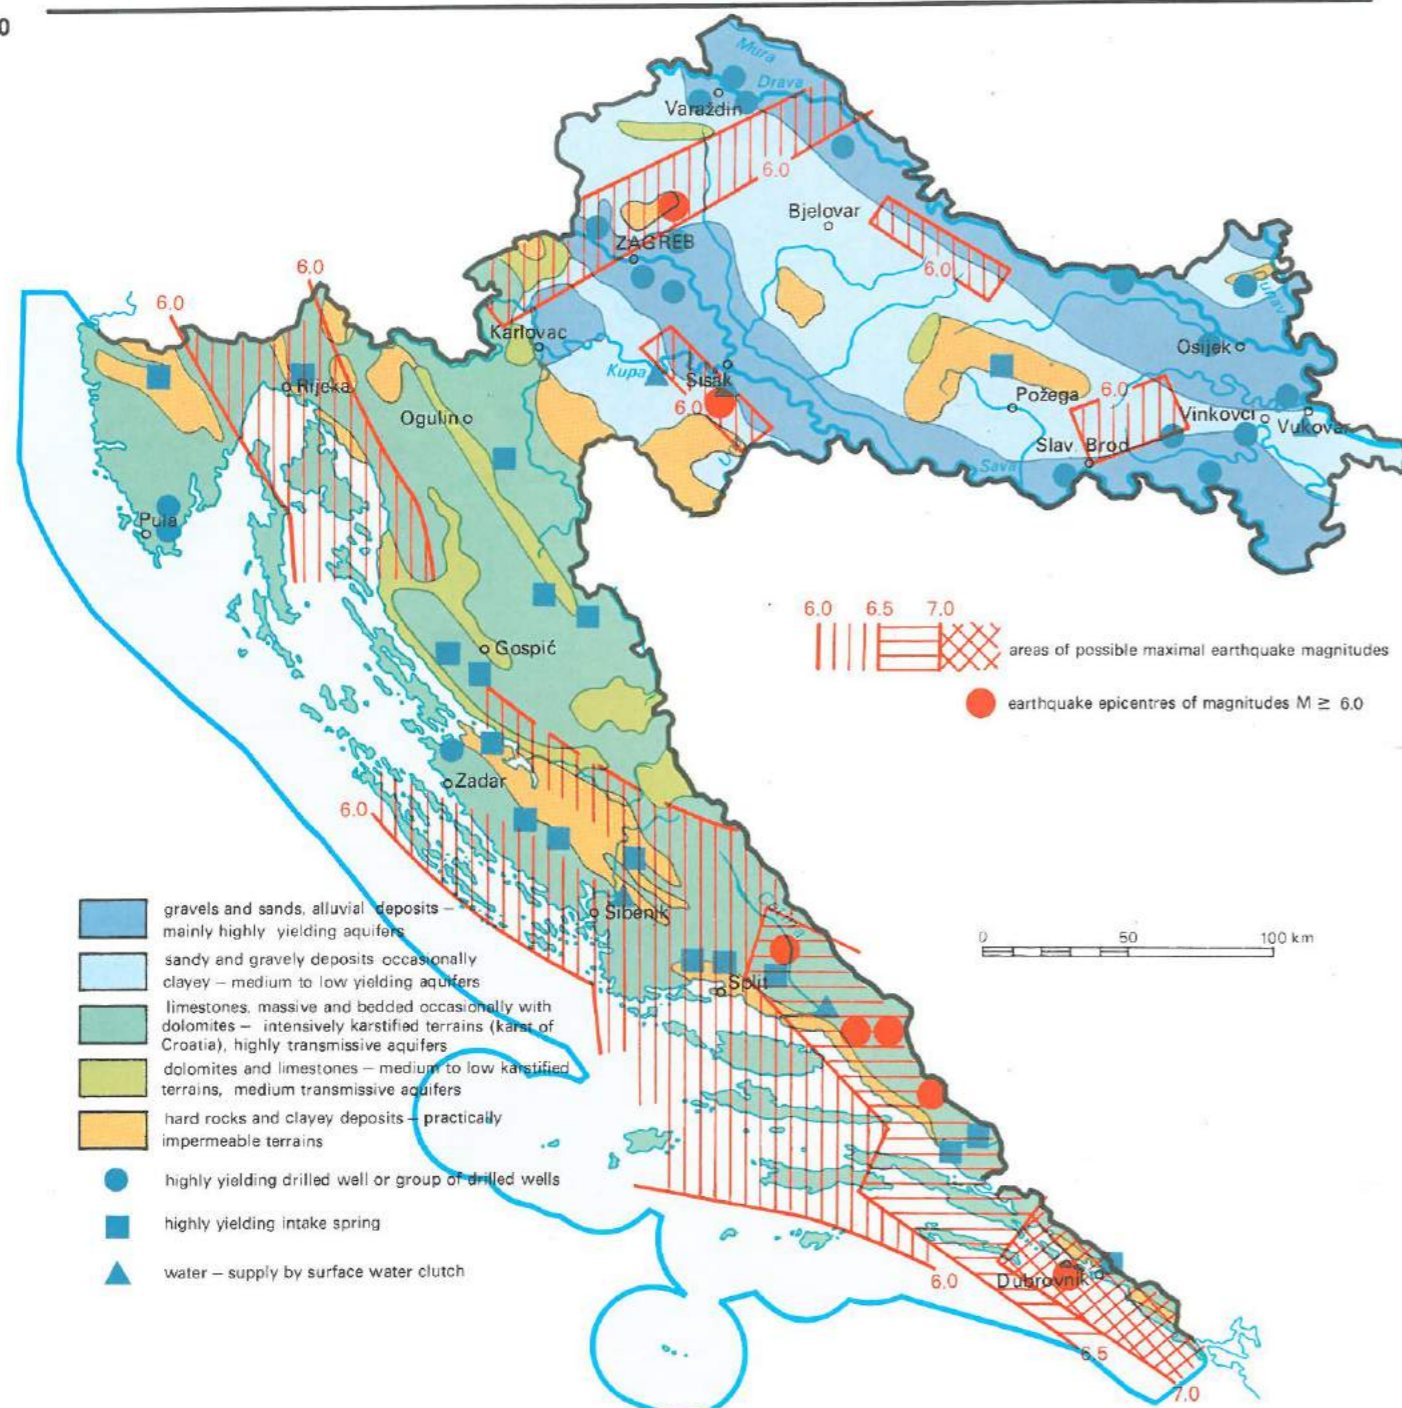 0
Mura
Drava
Varaždin
6.0
Bjelovar
ZAGREB
6.0
6.0
6.0
Karlovac
Kupa
Sisak
6.0
Osijek
Dunav
Rijeka
Ogulin
Požega
6.0
Vinkovci
Vukovar
Slav. Brod
Sava
Pula
6.0 6.5 7.0
areas of possible maximal earthquake magnitudes
earthquake epicentres of magnitudes M ≥ 6.0
Gospić
Zadar
6.0
Šibenik
Cetina
Split
0 50 100 km
gravels and sands, alluvial deposits –
mainly highly yielding aquifers
sandy and gravely deposits occasionally
clayey – medium to low yielding aquifers
limestones, massive and bedded occasionally with
dolomites – intensively karstified terrains (karst of
Croatia), highly transmissive aquifers
dolomites and limestones – medium to low karstified
terrains, medium transmissive aquifers
hard rocks and clayey deposits – practically
impermeable terrains
highly yielding drilled well or group of drilled wells
highly yielding intake spring
water – supply by surface water clutch
Dubrovnik
6.0
6.5
7.0